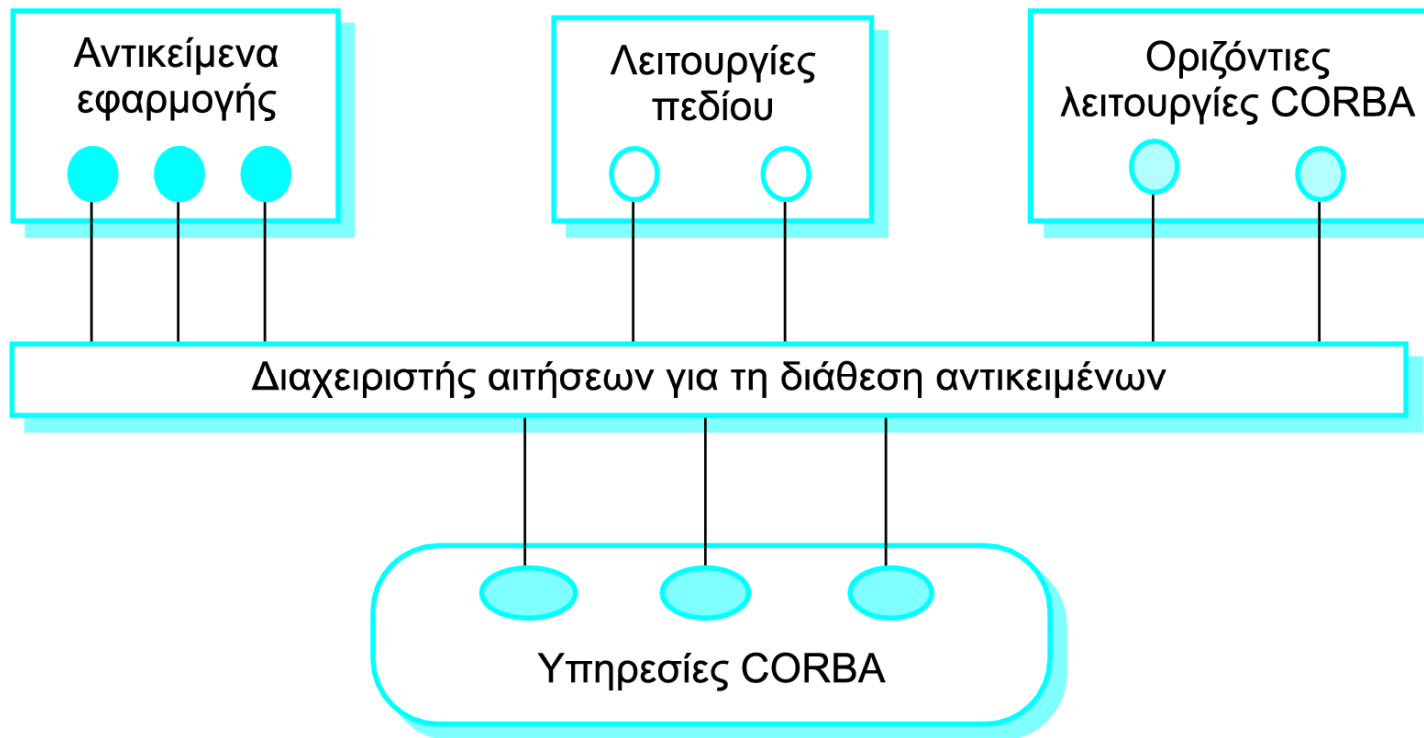 Αντικείμενα
εφαρμογής
Λειτουργίες
πεδίου
Οριζόντιες
λειτουργίες CORBA
Διαχειριστής αιτήσεων για τη διάθεση αντικειμένων
Υπηρεσίες CORBA